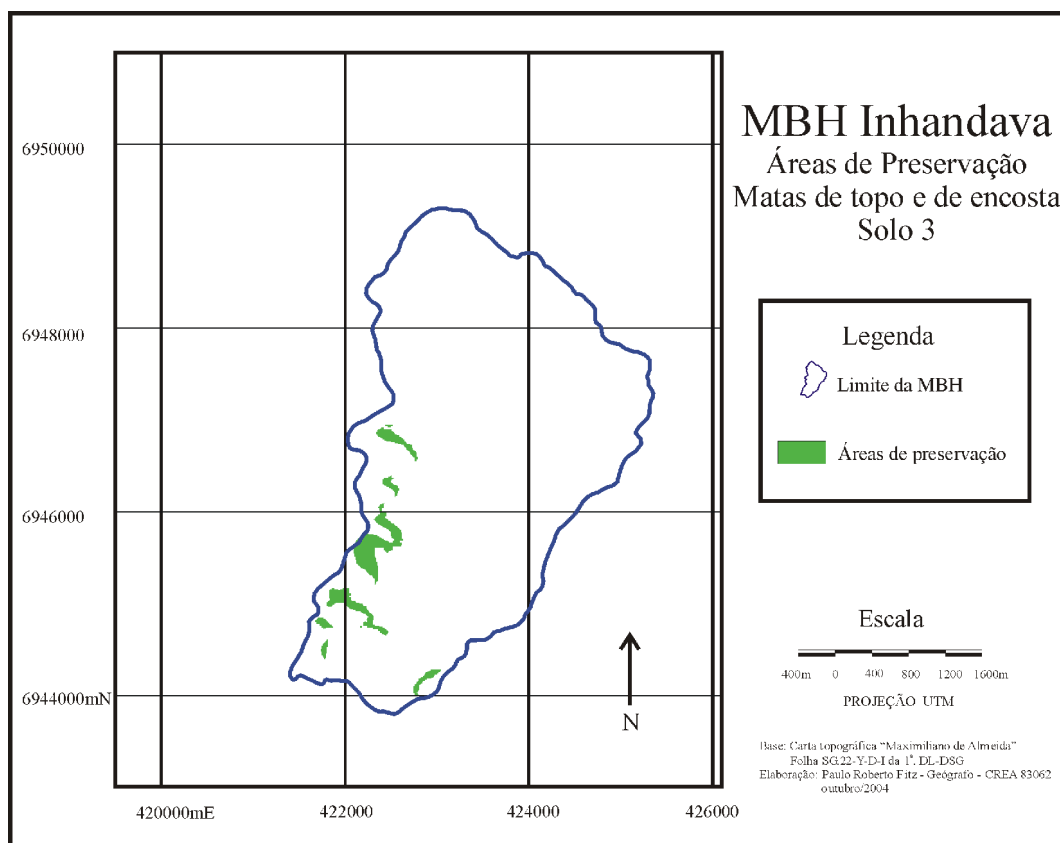 MBH Inhandava
Áreas de Preservação
Matas de topo e de encosta
Solo 3
6950000
6948000
6946000
6944000mN
420000mE
422000
424000
426000
N
Legenda
Limite da MBH
Áreas de preservação
Escala
400m 0 400 800 1200 1600m
PROJEÇÃO UTM
Base: Carta topográfica “Maximiliano de Almeida”
Folha SG.22-Y-D-I da 1ª. DL-DSG
Elaboração: Paulo Roberto Fitz - Geógrafo - CREA 83062
outubro/2004